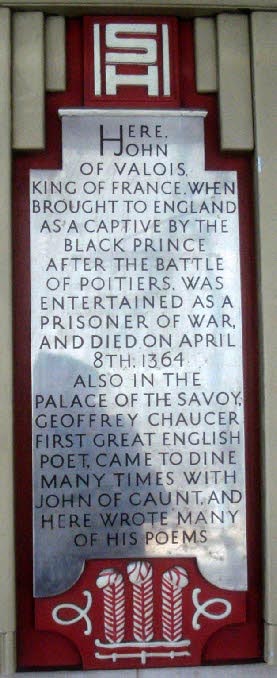 SH
HERE,
JOHN
OF VALOIS,
KING OF FRANCE, WHEN
BROUGHT TO ENGLAND
AS A CAPTIVE BY THE
BLACK PRINCE
AFTER THE BATTLE
OF POITIERS, WAS
ENTERTAINED AS A
PRISONER OF WAR,
AND DIED ON APRIL
8TH. 1364
ALSO IN THE
PALACE OF THE SAVOY,
GEOFFREY CHAUCER
FIRST GREAT ENGLISH
POET, CAME TO DINE
MANY TIMES WITH
JOHN OF GAUNT, AND
HERE WROTE MANY
OF HIS POEMS